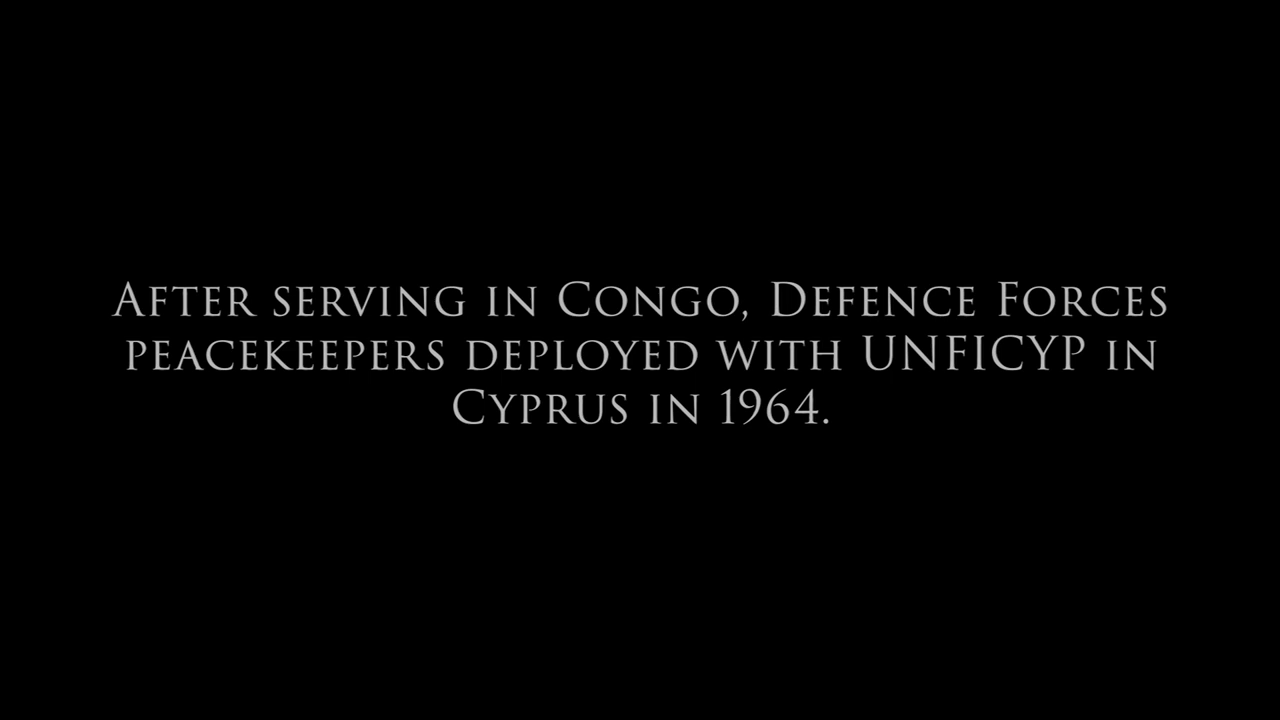 After serving in Congo, Defence Forces
peacekeepers deployed with UNFICYP in
Cyprus in 1964.